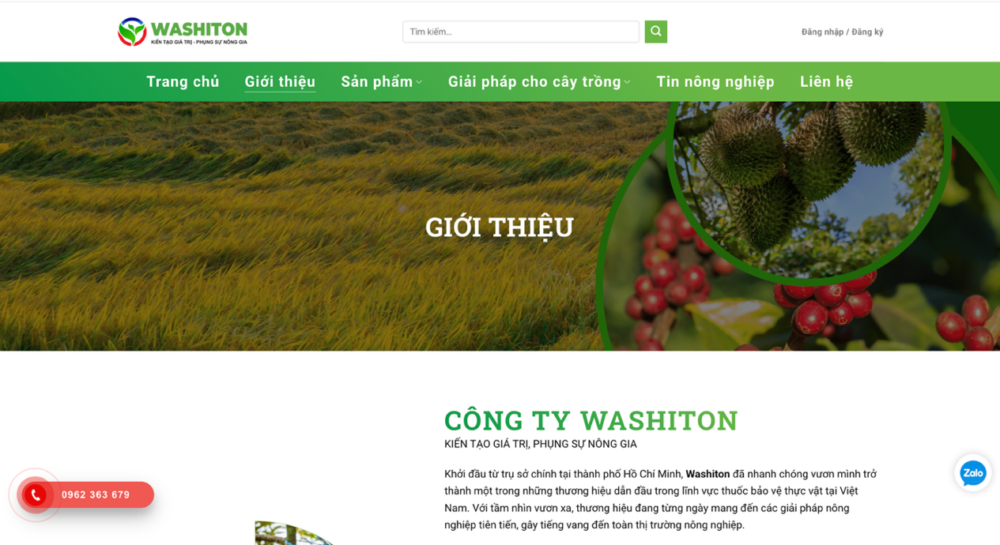 WASHITON
KIẾN TẠO GIÁ TRỊ - PHỤNG SỰ NÔNG GIA
Tìm kiếm...
Đăng nhập / Đăng ký
Trang chủ Giới thiệu Sản phẩm Giải pháp cho cây trồng Tin nông nghiệp Liên hệ
GIỚI THIỆU
CÔNG TY WASHITON
KIẾN TẠO GIÁ TRỊ, PHỤNG SỰ NÔNG GIA
Khởi đầu từ trụ sở chính tại thành phố Hồ Chí Minh, Washiton đã nhanh chóng vươn mình trở
thành một trong những thương hiệu dẫn đầu trong lĩnh vực thuốc bảo vệ thực vật tại Việt
Nam. Với tầm nhìn vươn xa, thương hiệu đang từng ngày mang đến các giải pháp nông
nghiệp tiên tiến, gây tiếng vang đến toàn thị trường nông nghiệp.
0962 363 679
Zalo